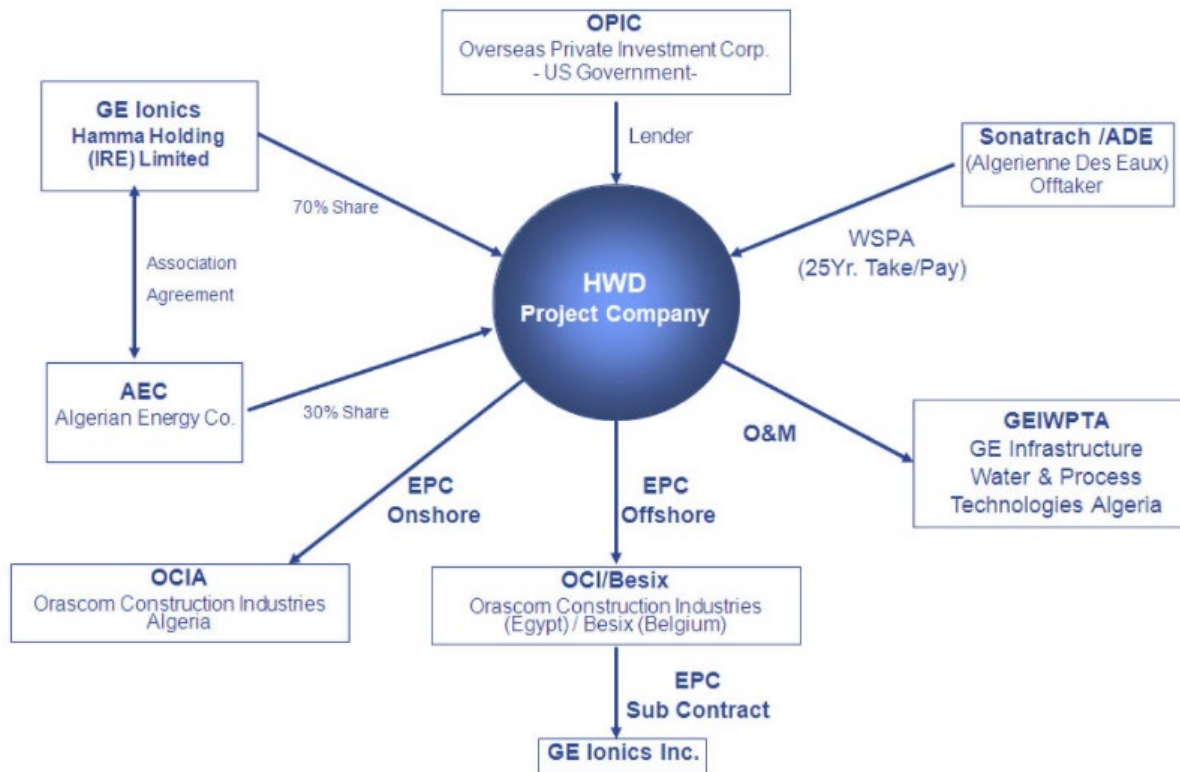 OPIC
Overseas Private Investment Corp.
- US Government-
GE Ionics
Hamma Holding
(IRE) Limited
Lender
Sonatrach /ADE
(Algerienne Des Eaux)
Offtaker
70% Share
WSPA
(25Yr. Take/Pay)
Association
Agreement
HWD
Project Company
AEC
Algerian Energy Co.
30% Share
O&M
GEIWPTA
GE Infrastructure
Water & Process
Technologies Algeria
EPC
Onshore
EPC
Offshore
OCIA
Orascom Construction Industries
Algeria
OCI/Besix
Orascom Construction Industries
(Egypt) / Besix (Belgium)
EPC
Sub Contract
GE Ionics Inc.